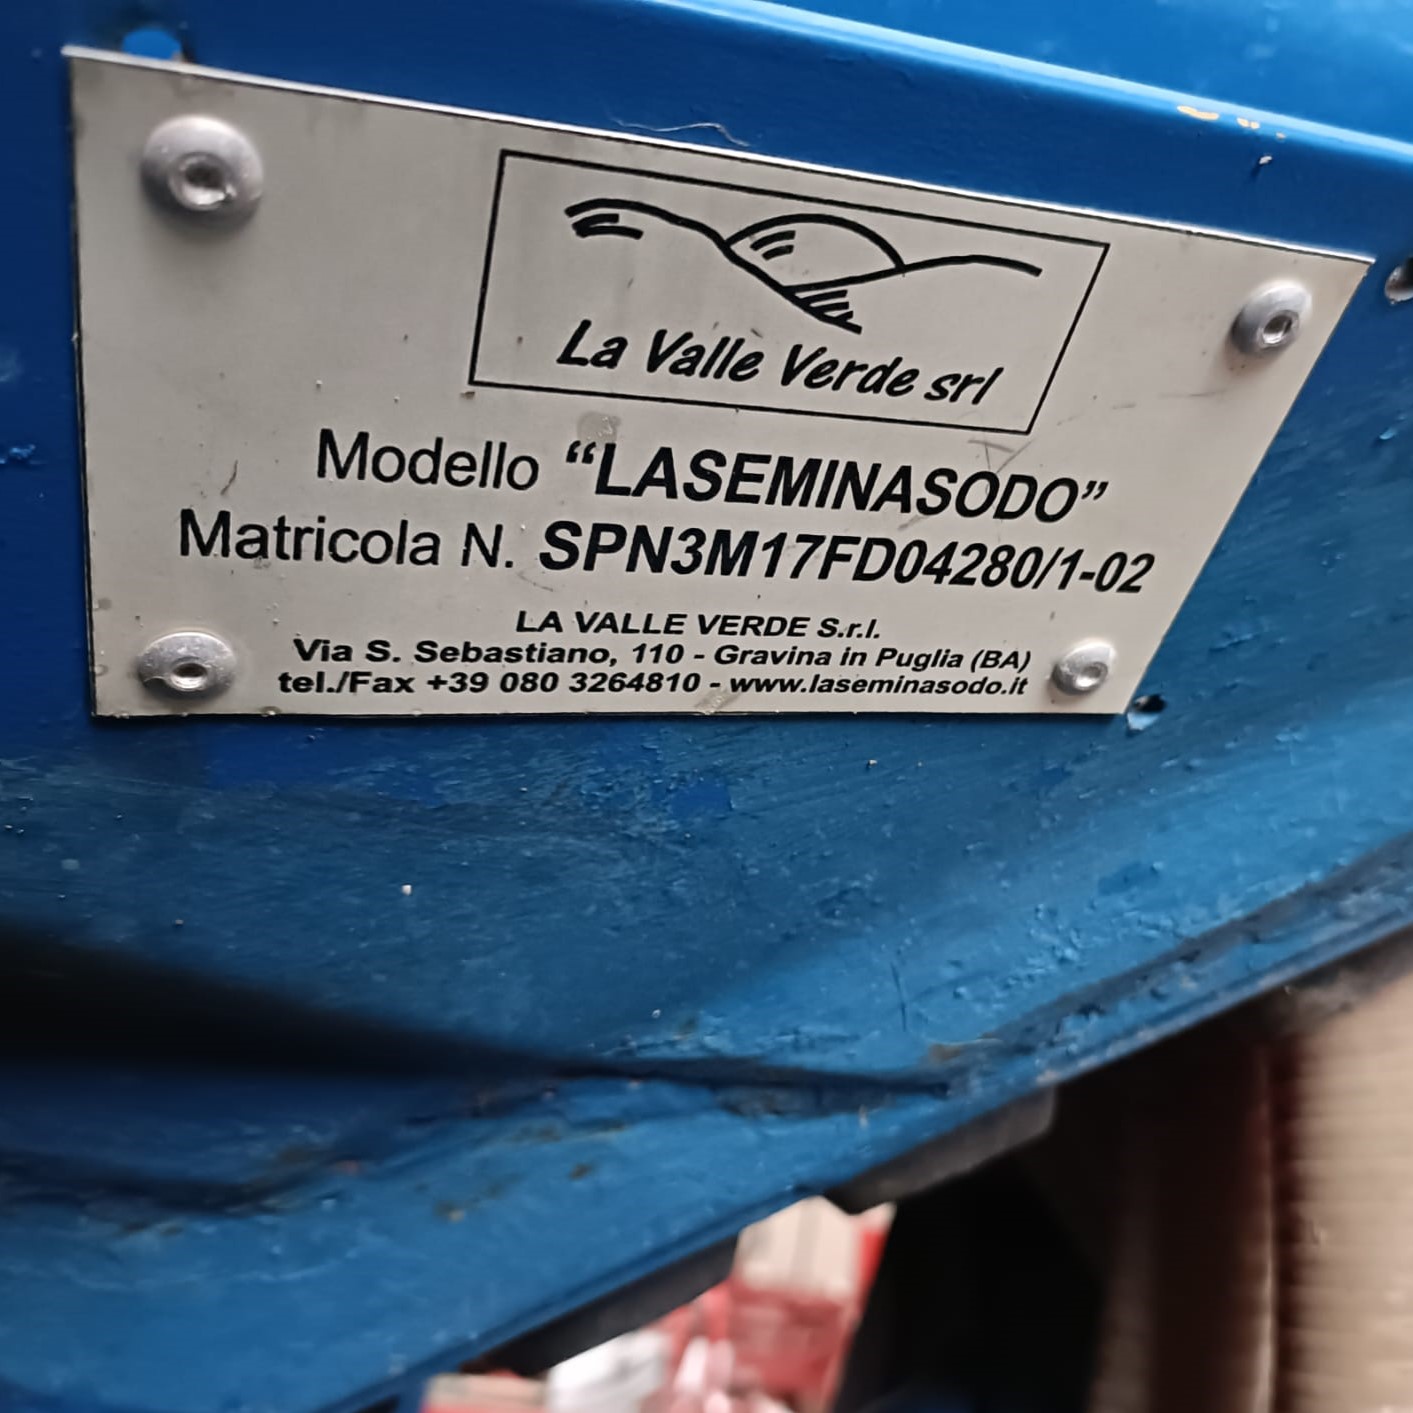 La Valle Verde srl
Modello “LASEMINASODO”
Matricola N. SPN3M17FD04280/1-02
LA VALLE VERDE S.r.l.
Via S. Sebastiano, 110 - Gravina in Puglia (BA)
tel./Fax +39 080 3264810 - www.laseminasodo.it